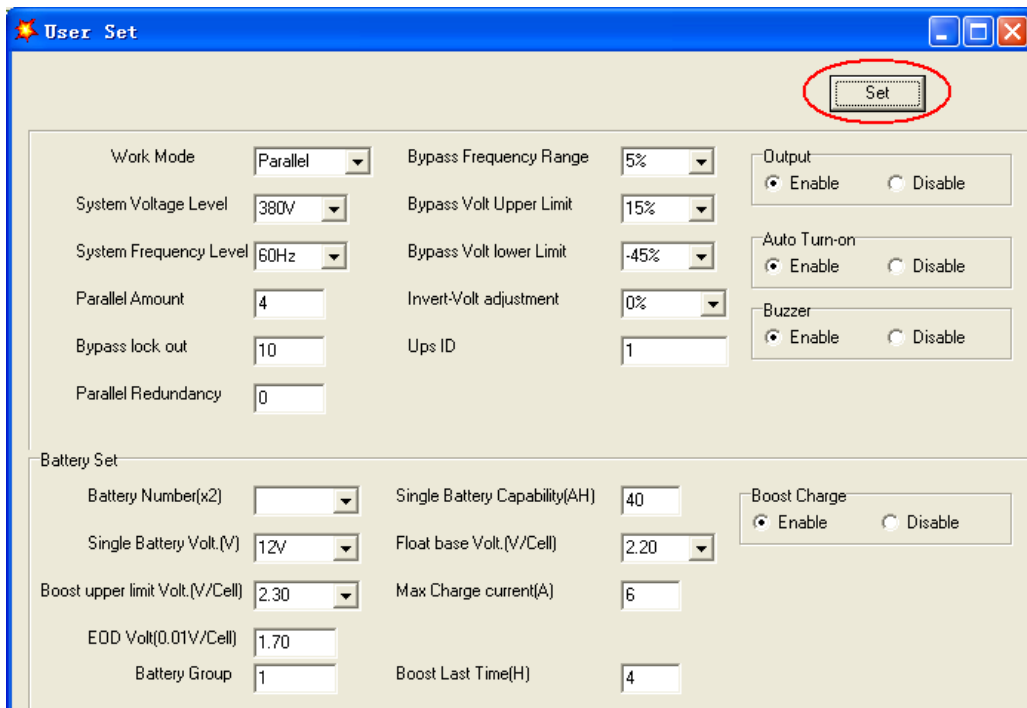 User Set
Set
Work Mode Parallel Bypass Frequency Range 5% Output
Enable Disable
System Voltage Level 380V Bypass Volt Upper Limit 15%
System Frequency Level 60Hz Bypass Volt lower Limit -45% Auto Turn-on
Enable Disable
Parallel Amount 4 Invert-Volt adjustment 0% Buzzer
Enable Disable
Bypass lock out 10 Ups ID 1
Parallel Redundancy 0
Battery Set
Battery Number(x2) Single Battery Capability(AH) 40 Boost Charge
Enable Disable
Single Battery Volt.(V) 12V Float base Volt.(V/Cell) 2.20
Boost upper limit Volt.(V/Cell) 2.30 Max Charge current(A) 6
EOD Volt(0.01V/Cell) 1.70
Battery Group 1 Boost Last Time(H) 4